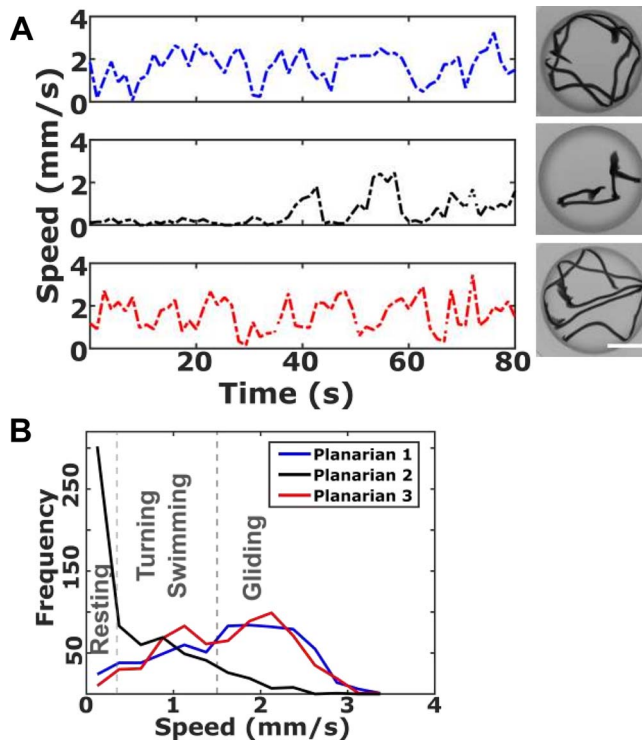 A
Speed (mm/s)
4
2
0
4
2
0
4
2
0
20
40
60
80
Time (s)
B
Frequency
250
150
50
Resting
Turning
Swimming
Gliding
Planarian 1
Planarian 2
Planarian 3
0
1
2
3
4
Speed (mm/s)